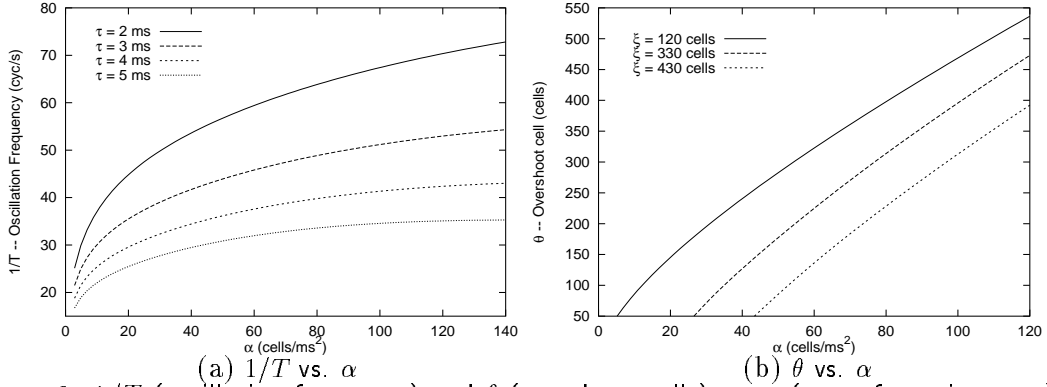 80
70
60
50
40
30
20
0 20 40 60 80 100 120 140
1/T -- Oscillation Frequency (cyc/s)
α (cells/ms²)
τ = 2 ms
τ = 3 ms
τ = 4 ms
τ = 5 ms
(a) 1/T vs. α
550
500
450
400
350
300
250
200
150
100
50
0 20 40 60 80 100 120
θ -- Overshoot cell (cells)
α (cells/ms²)
ξ = 120 cells
ξ = 330 cells
ξ = 430 cells
(b) θ vs. α